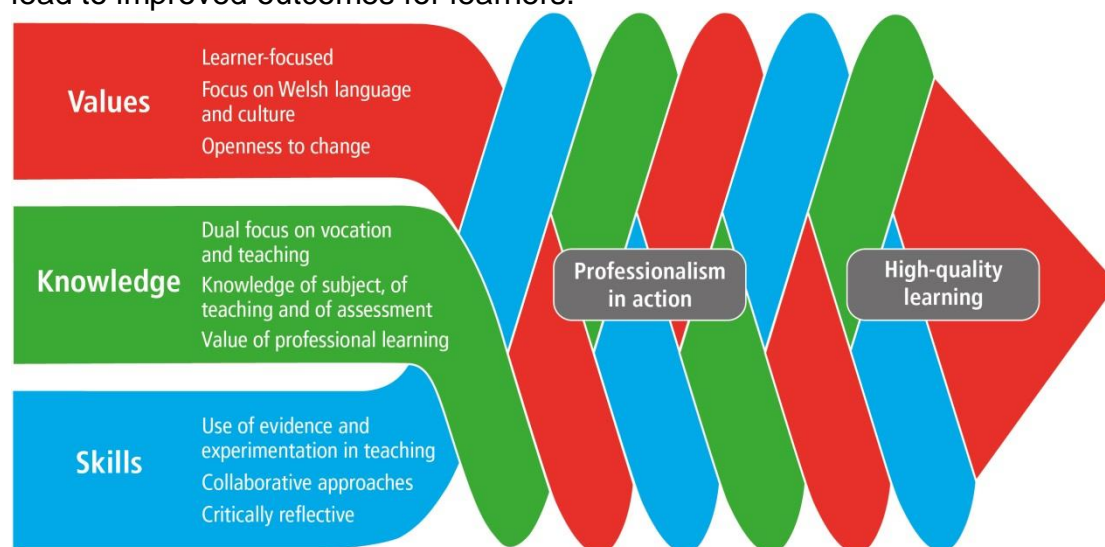 lead to improved outcomes for learners.
Values
Learner-focused
Focus on Welsh language
and culture
Openness to change
Knowledge
Dual focus on vocation
and teaching
Knowledge of subject, of
teaching and of assessment
Value of professional learning
Skills
Use of evidence and
experimentation in teaching
Collaborative approaches
Critically reflective
Professionalism
in action
High-quality
learning